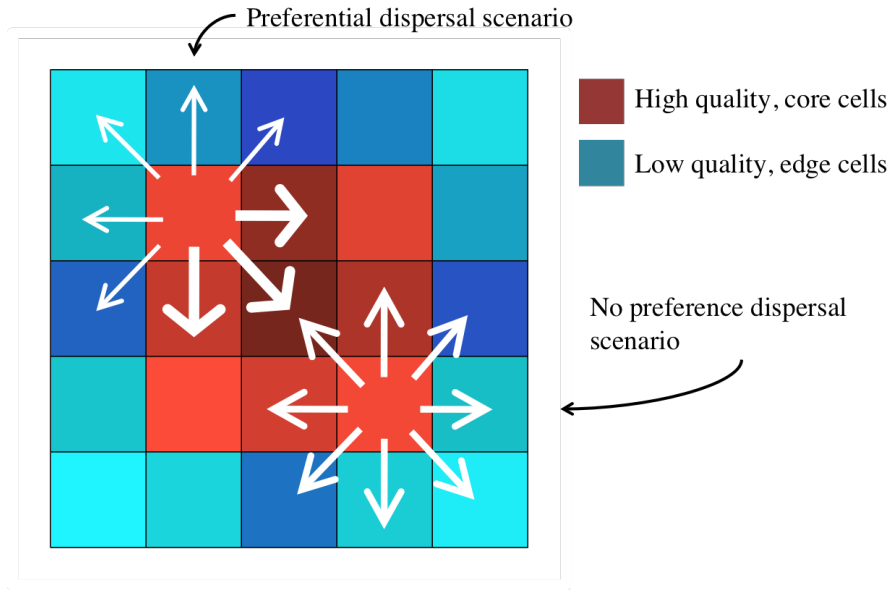 Preferential dispersal scenario
High quality, core cells
Low quality, edge cells
No preference dispersal
scenario